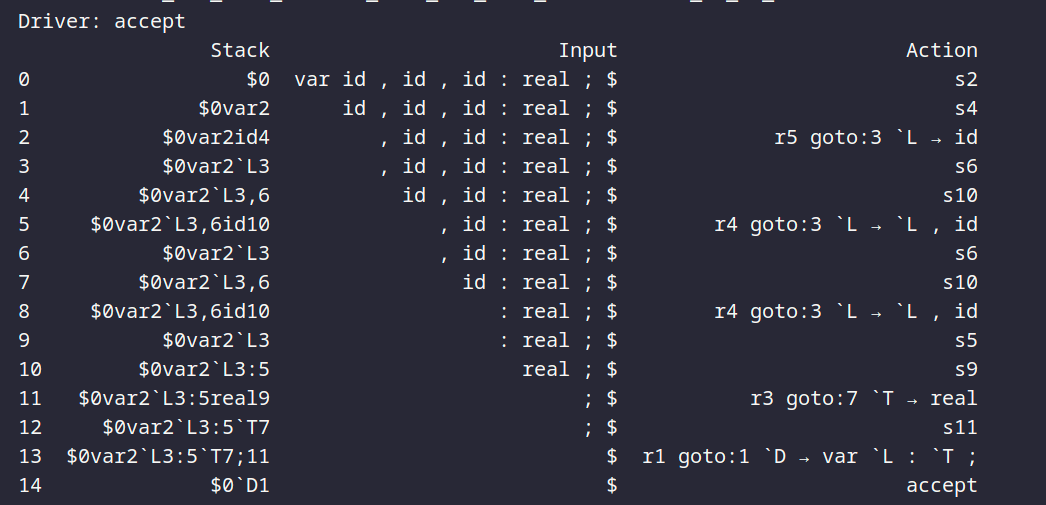 Driver: accept
Stack Input Action
0 $0 var id , id , id : real ; $ s2
1 $0var2 id , id , id : real ; $ s4
2 $0var2id4 , id , id : real ; $ r5 goto:3 `L → id
3 $0var2`L3 , id , id : real ; $ s6
4 $0var2`L3,6 id , id : real ; $ s10
5 $0var2`L3,6id10 , id : real ; $ r4 goto:3 `L → `L , id
6 $0var2`L3 , id : real ; $ s6
7 $0var2`L3,6 id : real ; $ s10
8 $0var2`L3,6id10 : real ; $ r4 goto:3 `L → `L , id
9 $0var2`L3 : real ; $ s5
10 $0var2`L3:5 real ; $ s9
11 $0var2`L3:5real9 ; $ r3 goto:7 `T → real
12 $0var2`L3:5`T7 ; $ s11
13 $0var2`L3:5`T7;11 $ r1 goto:1 `D → var `L : `T ;
14 $0`D1 $ accept